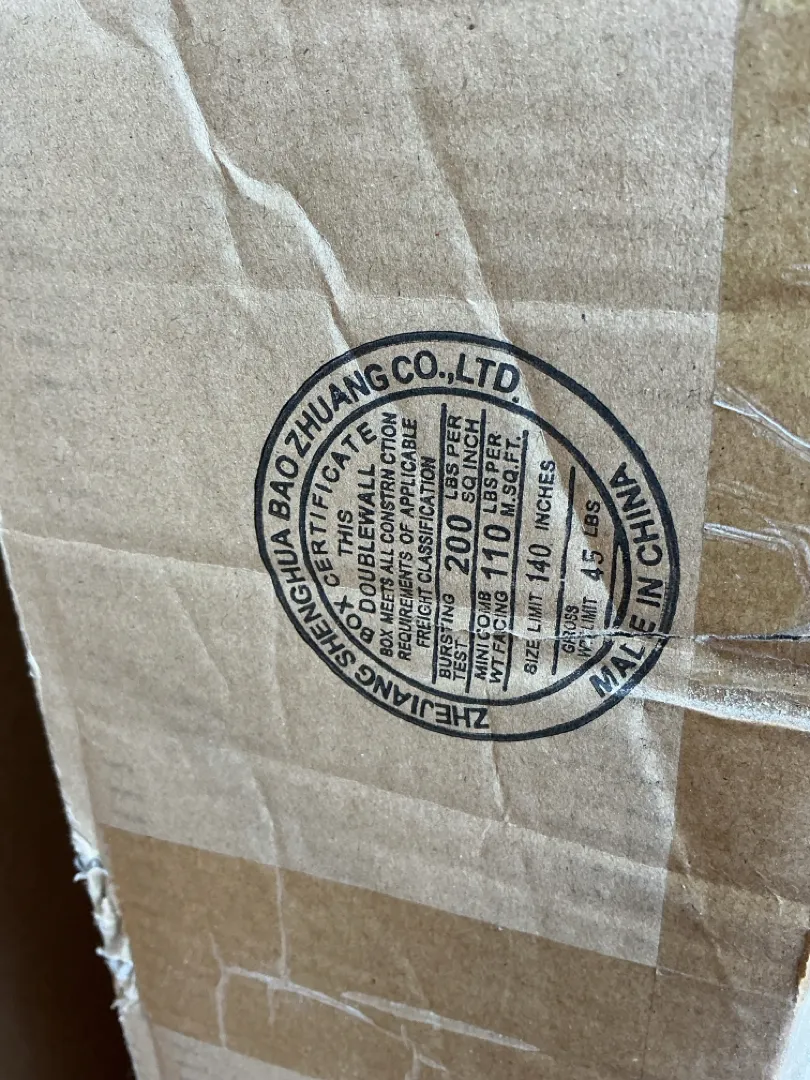 ZHEJIANG SHENGHUA BAO ZHUANG CO.,LTD.
BOX CERTIFICATE
THIS
DOUBLEWALL
BOX MEETS ALL CONSTRN CTION
REQUIREMENTS OF APPLICABLE
FREIGHT CLASSIFICATION
BURSTING TEST 200 LBS PER SQ INCH
MINI COMB WT FACING 110 LBS PER M.SQ.FT.
SIZE LIMIT 140 INCHES
GROSS WT LIMIT 45 LBS
MADE IN CHINA